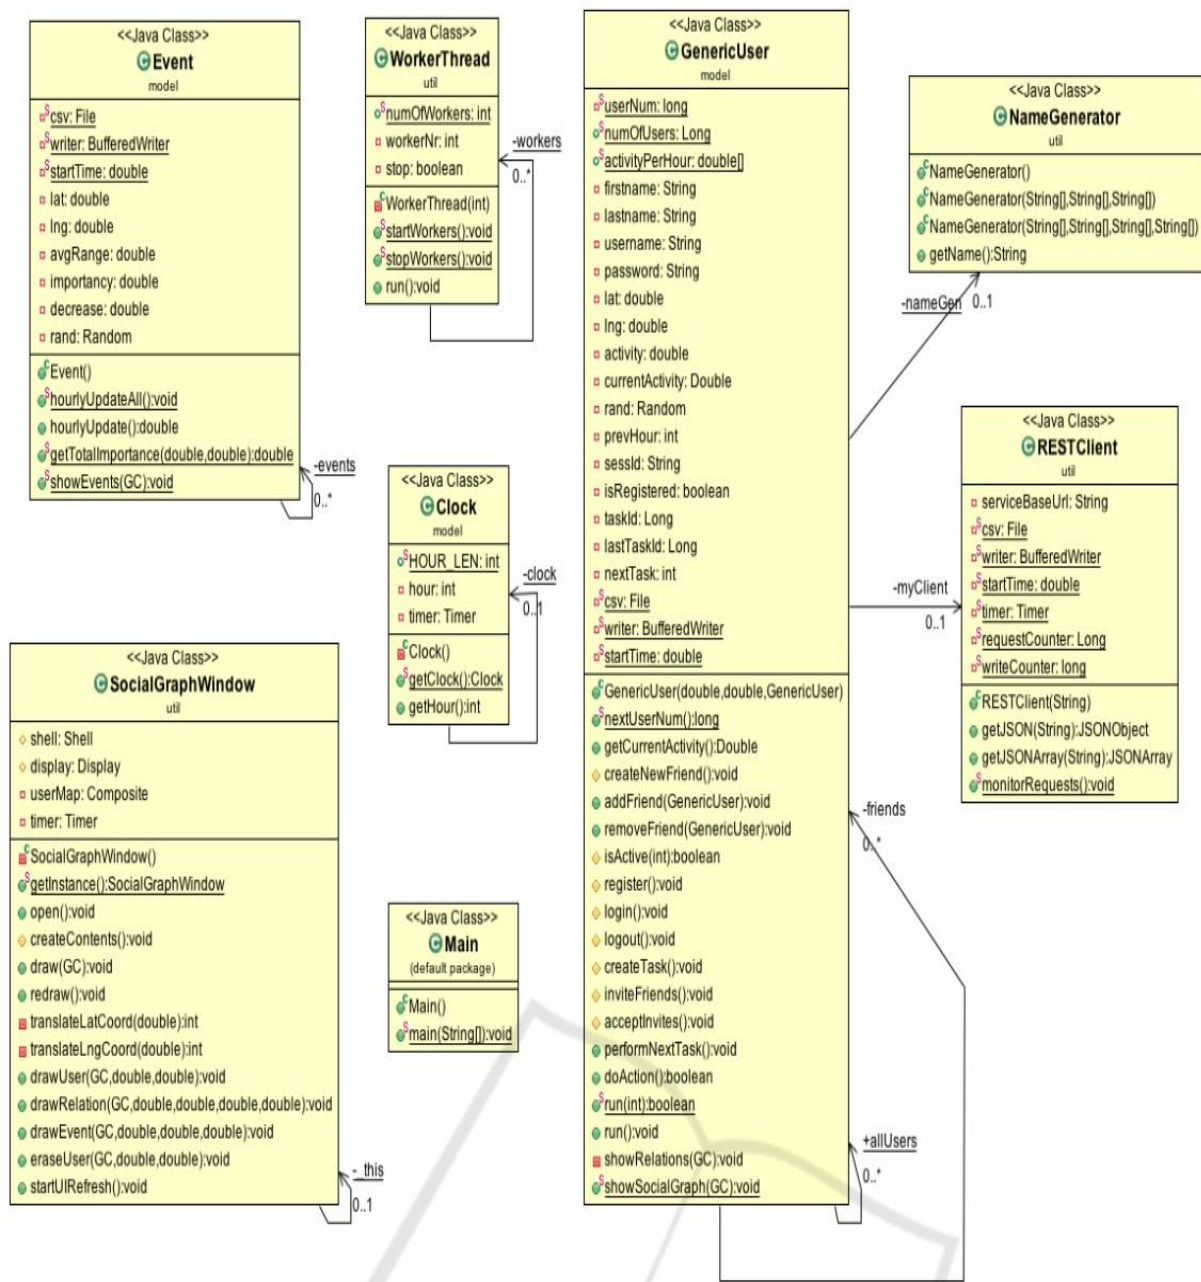 <<Java Class>>
Event
model
csv: File
writer: BufferedWriter
startTime: double
lat: double
lng: double
avgRange: double
importancy: double
decrease: double
rand: Random
Event()
hourlyUpdateAll():void
hourlyUpdate():double
getTotalImportance(double,double):double
showEvents(GC):void
-events
0..*
<<Java Class>>
WorkerThread
util
numOfWorkers: int
workerNr: int
stop: boolean
WorkerThread(int)
startWorkers():void
stopWorkers():void
run():void
-workers
0..*
<<Java Class>>
GenericUser
model
userNum: long
numOfUsers: Long
activityPerHour: double[]
firstname: String
lastname: String
username: String
password: String
lat: double
lng: double
activity: double
currentActivity: Double
rand: Random
prevHour: int
sessId: String
isRegistered: boolean
taskId: Long
lastTaskId: Long
nextTask: int
csv: File
writer: BufferedWriter
startTime: double
GenericUser(double,double,GenericUser)
nextUserNum():long
getCurrentActivity():Double
createNewFriend():void
addFriend(GenericUser):void
removeFriend(GenericUser):void
isActive(int):boolean
register():void
login():void
logout():void
createTask():void
inviteFriends():void
acceptInvites():void
performNextTask():void
doAction():boolean
run(int):boolean
run():void
showRelations(GC):void
showSocialGraph(GC):void
-friends
0..*
+allUsers
0..*
<<Java Class>>
NameGenerator
util
NameGenerator()
NameGenerator(String[],String[],String[])
NameGenerator(String[],String[],String[],String[])
getName():String
-nameGen
0..1
<<Java Class>>
RESTClient
util
serviceBaseUrl: String
csv: File
writer: BufferedWriter
startTime: double
timer: Timer
requestCounter: Long
writeCounter: long
RESTClient(String)
getJSON(String):JSONObject
getJSONArray(String):JSONArray
monitorRequests():void
-myClient
0..1
<<Java Class>>
Clock
model
HOUR_LEN: int
hour: int
timer: Timer
Clock()
getClock():Clock
getHour():int
-clock
0..1
<<Java Class>>
SocialGraphWindow
util
shell: Shell
display: Display
userMap: Composite
timer: Timer
SocialGraphWindow()
getInstance():SocialGraphWindow
open():void
createContents():void
draw(GC):void
redraw():void
translateLatCoord(double):int
translateLngCoord(double):int
drawUser(GC,double,double):void
drawRelation(GC,double,double,double,double):void
drawEvent(GC,double,double,double):void
eraseUser(GC,double,double):void
startUIRefresh():void
-_this
0..1
<<Java Class>>
Main
(default package)
Main()
main(String[]):void